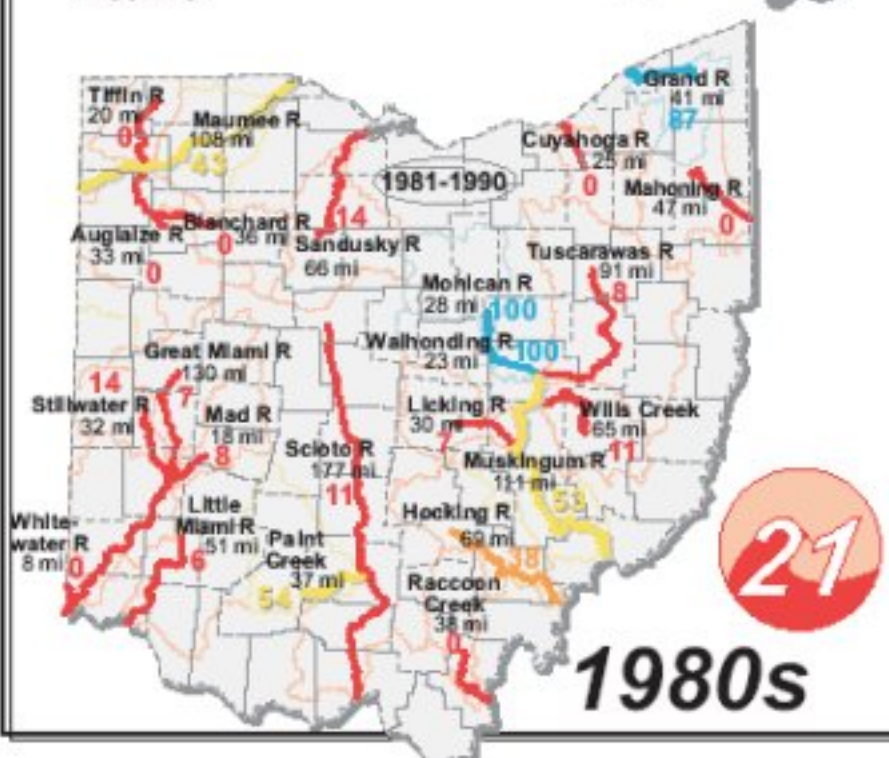 Tiffin R
20 mi
0
Maumee R
108 mi
43
Grand R
41 mi
87
Cuyahoga R
25 mi
0
1981-1990
Mahoning R
47 mi
0
Blanchard R
36 mi
0
Auglaize R
33 mi
0
14
Sandusky R
66 mi
Tuscarawas R
91 mi
8
Mohican R
28 mi
100
Walhonding R
23 mi
100
Great Miami R
130 mi
7
14
Stillwater R
32 mi
Mad R
18 mi
8
Licking R
30 mi
7
Wills Creek
65 mi
11
Scioto R
177 mi
11
Muskingum R
111 mi
White-
water R
8 mi
0
Little
Miami R
51 mi
6
Paint
Creek
37 mi
54
Hocking R
69 mi
Raccoon
Creek
38 mi
0
21
1980s